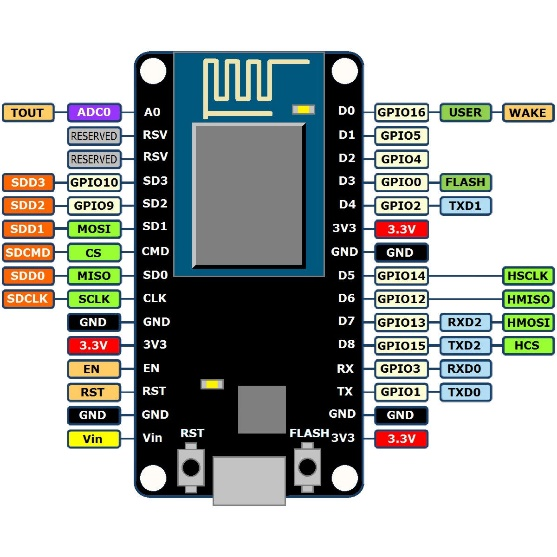 TOUT ADC0 A0 D0 GPIO16 USER WAKE
RESERVED RSV D1 GPIO5
RESERVED RSV D2 GPIO4
SDD3 GPIO10 SD3 D3 GPIO0 FLASH
SDD2 GPIO9 SD2 D4 GPIO2 TXD1
SDD1 MOSI SD1 3V3 3.3V
SDCMD CS CMD GND GND
SDD0 MISO SD0 D5 GPIO14 HSCLK
SDCLK SCLK CLK D6 GPIO12 HMISO
GND GND D7 GPIO13 RXD2 HMOSI
3.3V 3V3 D8 GPIO15 TXD2 HCS
EN EN RX GPIO3 RXD0
RST RST TX GPIO1 TXD0
GND GND GND GND
Vin Vin RST FLASH 3V3 3.3V